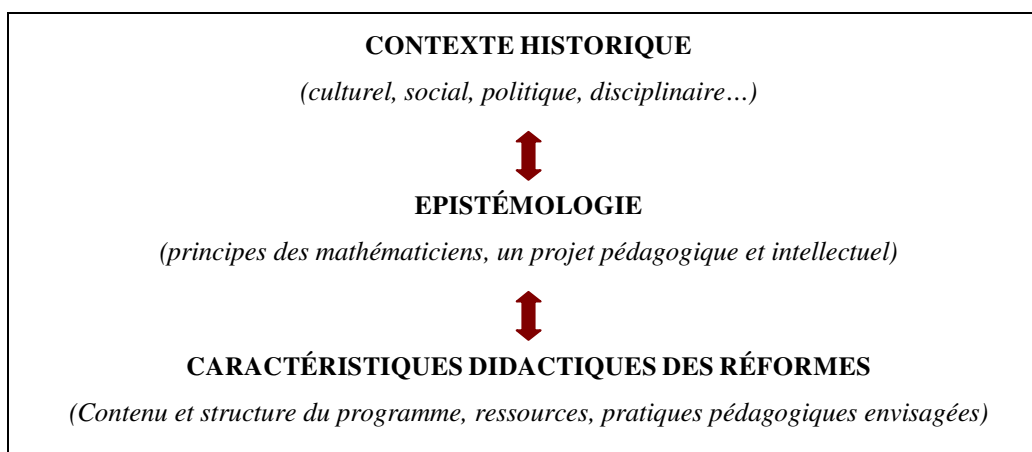 CONTEXTE HISTORIQUE
(culturel, social, politique, disciplinaire…)
EPISTÉMOLOGIE
(principes des mathématiciens, un projet pédagogique et intellectuel)
CARACTÉRISTIQUES DIDACTIQUES DES RÉFORMES
(Contenu et structure du programme, ressources, pratiques pédagogiques envisagées)